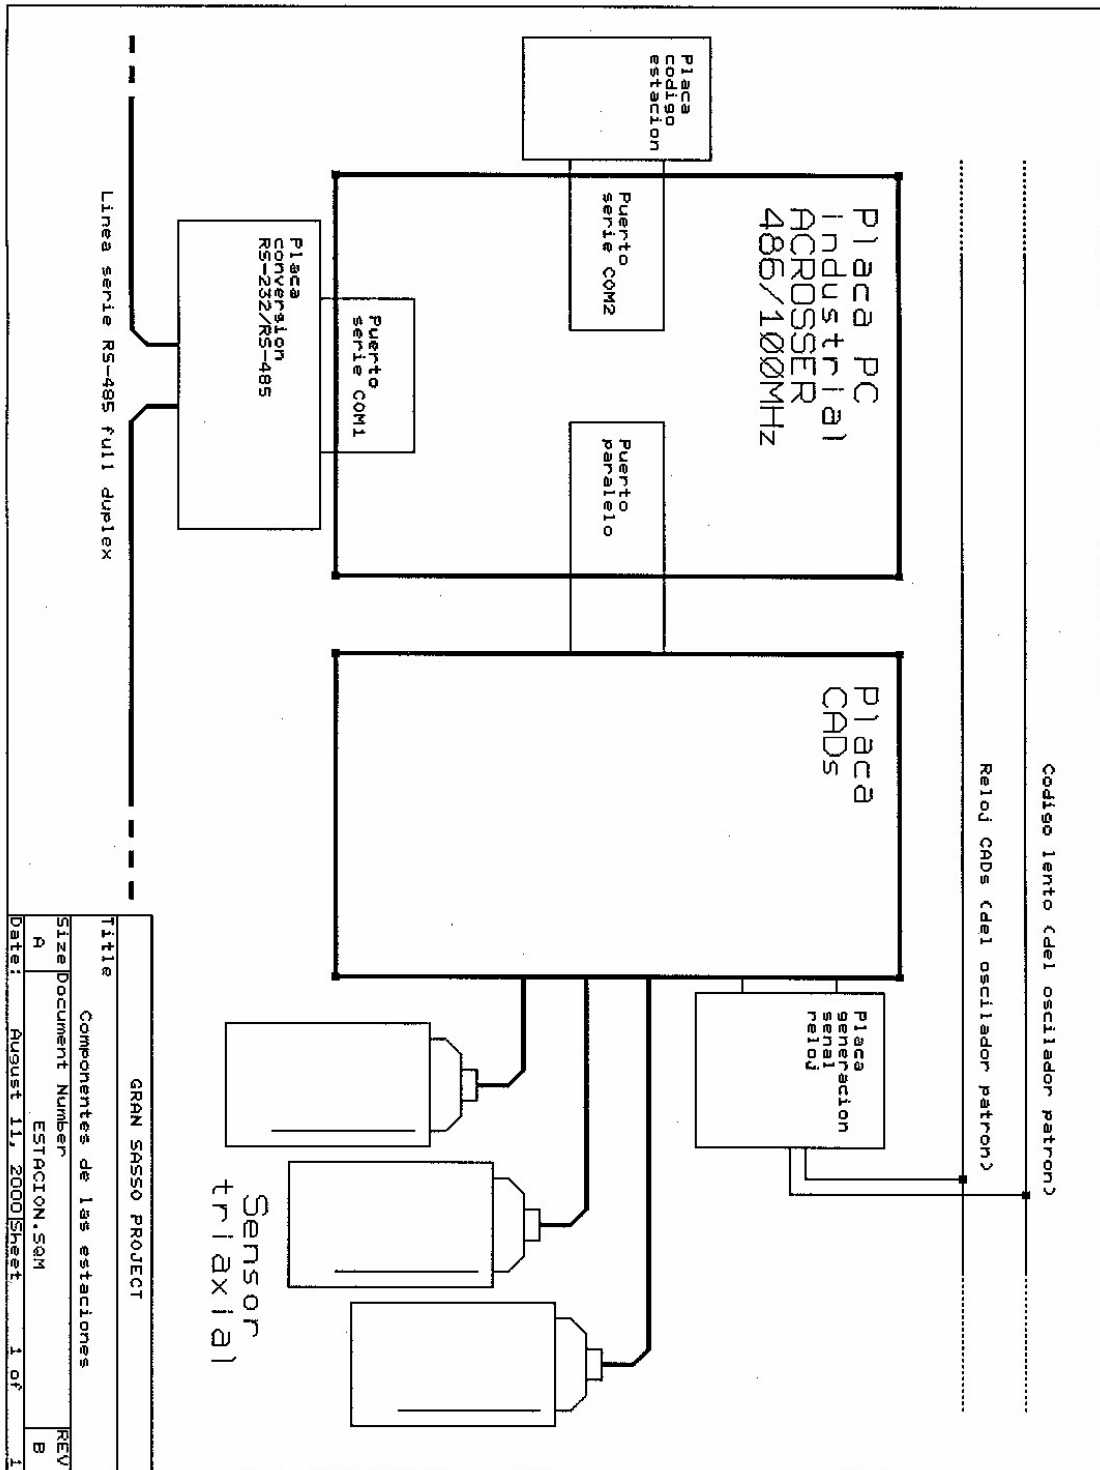 Codigo lento (del oscilador patron)
Reloj CADs (del oscilador patron)
Placa
codigo
estacion
Placa PC
Industrial
ACROSSER
486/100MHz
Puerto
serie COM2
Puerto
paralelo
Placa
CADs
Placa
generacion
senal
reloj
Puerto
serie COM1
Placa
conversion
RS-232/RS-485
Linea serie RS-485 full duplex
Sensor
triaxial
GRAN SASSO PROJECT
Title
Componentes de las estaciones
Size Document Number REV
A ESTACION.SQM B
Date: August 11, 2000 Sheet 1 of 1